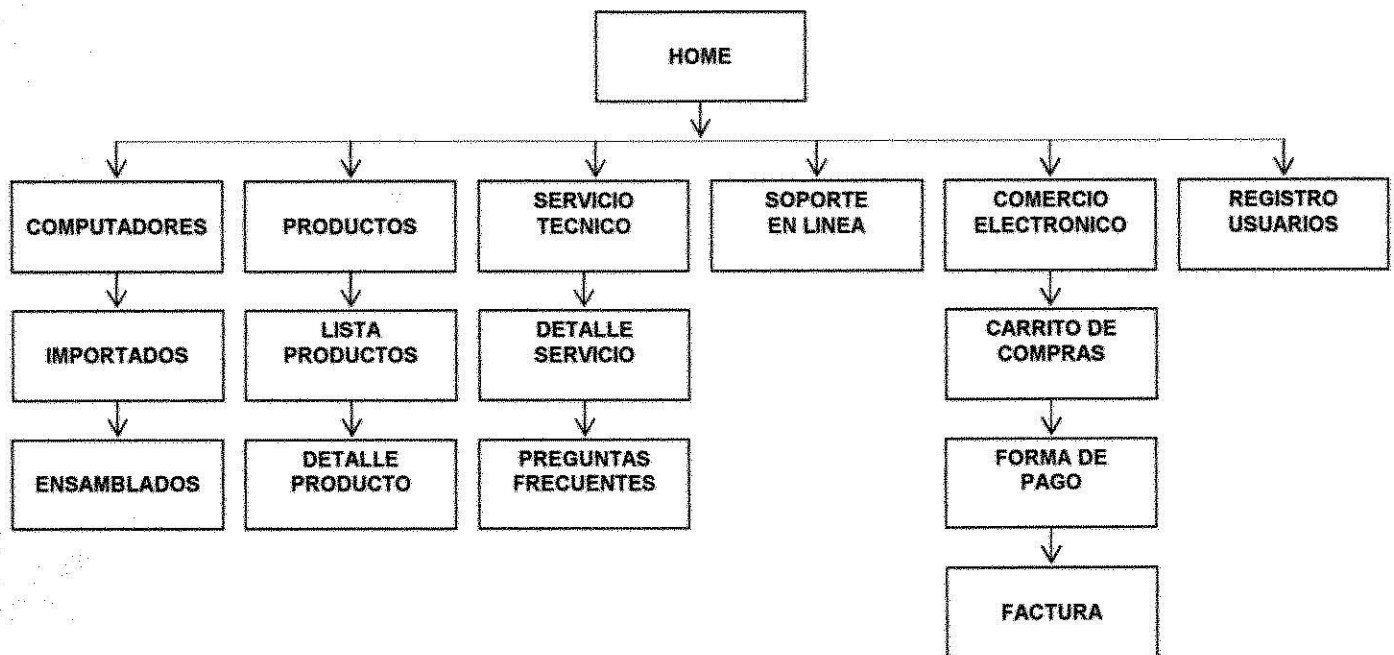 HOME
COMPUTADORES
PRODUCTOS
SERVICIO
TECNICO
SOPORTE
EN LINEA
COMERCIO
ELECTRONICO
REGISTRO
USUARIOS
IMPORTADOS
LISTA
PRODUCTOS
DETALLE
SERVICIO
CARRITO DE
COMPRAS
ENSAMBLADOS
DETALLE
PRODUCTO
PREGUNTAS
FRECUENTES
FORMA DE
PAGO
FACTURA